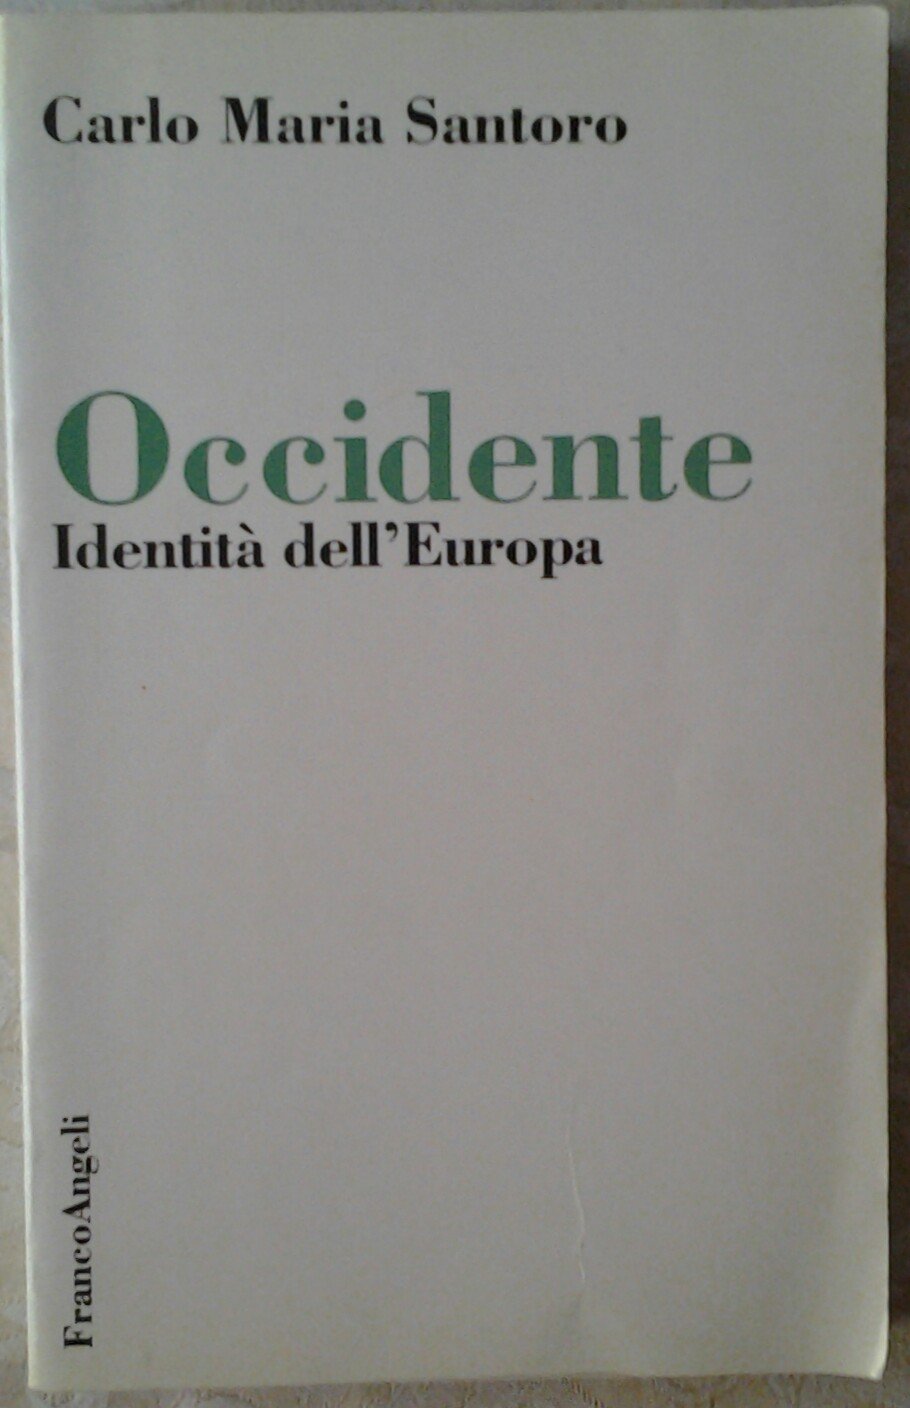 Carlo Maria Santoro
Occidente
Identità dell’Europa
FrancoAngeli